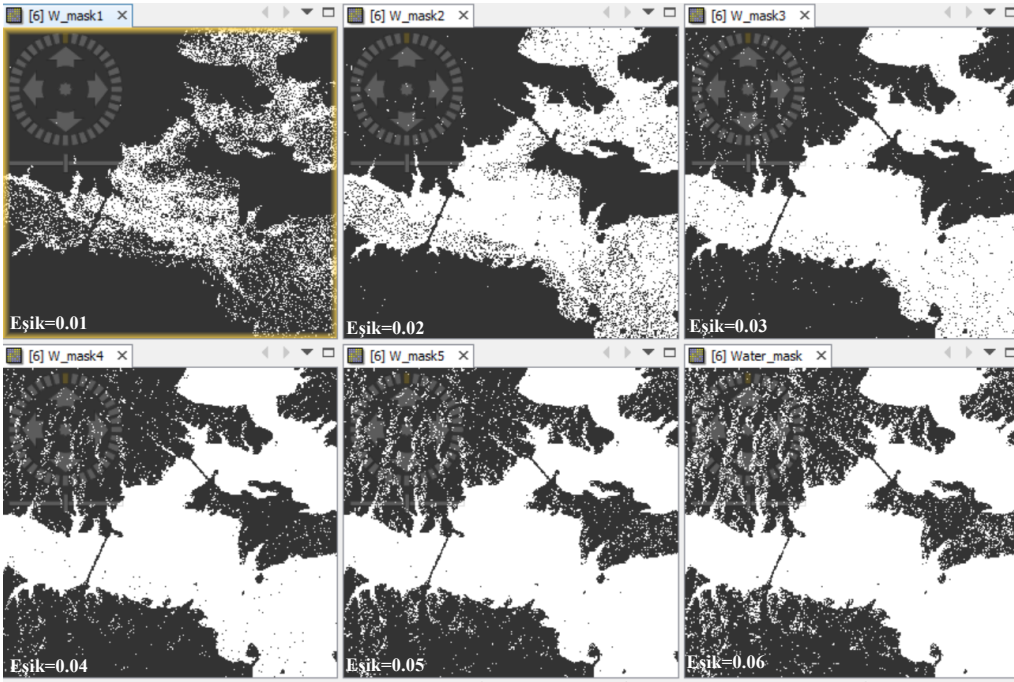 [6] W_mask1
[6] W_mask2
[6] W_mask3
Eşik=0.01
Eşik=0.02
Eşik=0.03
[6] W_mask4
[6] W_mask5
[6] Water_mask
Eşik=0.04
Eşik=0.05
Eşik=0.06